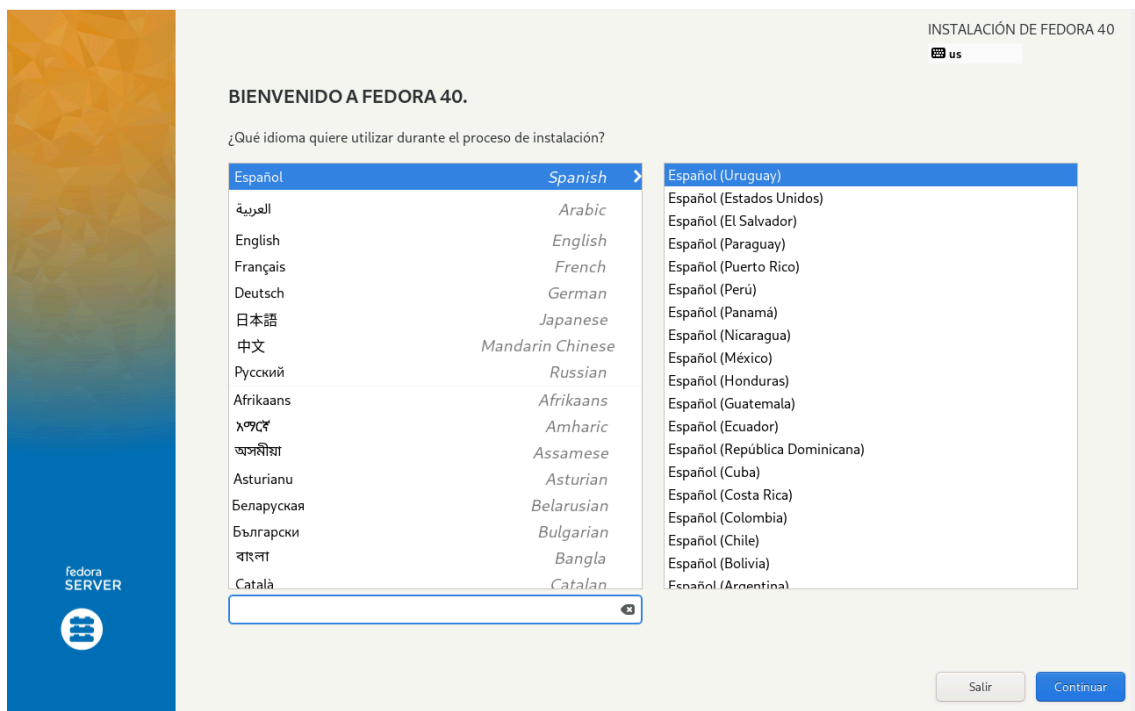 INSTALACIÓN DE FEDORA 40
us
BIENVENIDO A FEDORA 40.
¿Qué idioma quiere utilizar durante el proceso de instalación?
Español Spanish
العربية Arabic
English English
Français French
Deutsch German
日本語 Japanese
中文 Mandarin Chinese
Русский Russian
Afrikaans Afrikaans
አማርኛ Amharic
অসমীয়া Assamese
Asturianu Asturian
Беларуская Belarusian
Български Bulgarian
বাংলা Bangla
Català Catalan
Español (Uruguay)
Español (Estados Unidos)
Español (El Salvador)
Español (Paraguay)
Español (Puerto Rico)
Español (Perú)
Español (Panamá)
Español (Nicaragua)
Español (México)
Español (Honduras)
Español (Guatemala)
Español (Ecuador)
Español (República Dominicana)
Español (Cuba)
Español (Costa Rica)
Español (Colombia)
Español (Chile)
Español (Bolivia)
Español (Argentina)
fedora
SERVER
Salir
Continuar